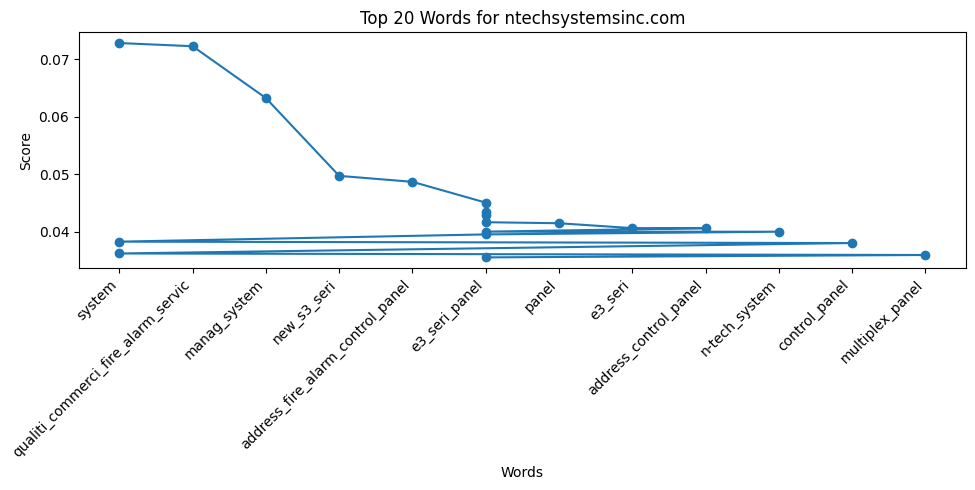 Top 20 Words for ntechsystemsinc.com
0.07
0.06
0.05
0.04
Score
system
qualiti_commerci_fire_alarm_servic
manag_system
new_s3_seri
address_fire_alarm_control_panel
e3_seri_panel
panel
e3_seri
address_control_panel
n-tech_system
control_panel
multiplex_panel
Words